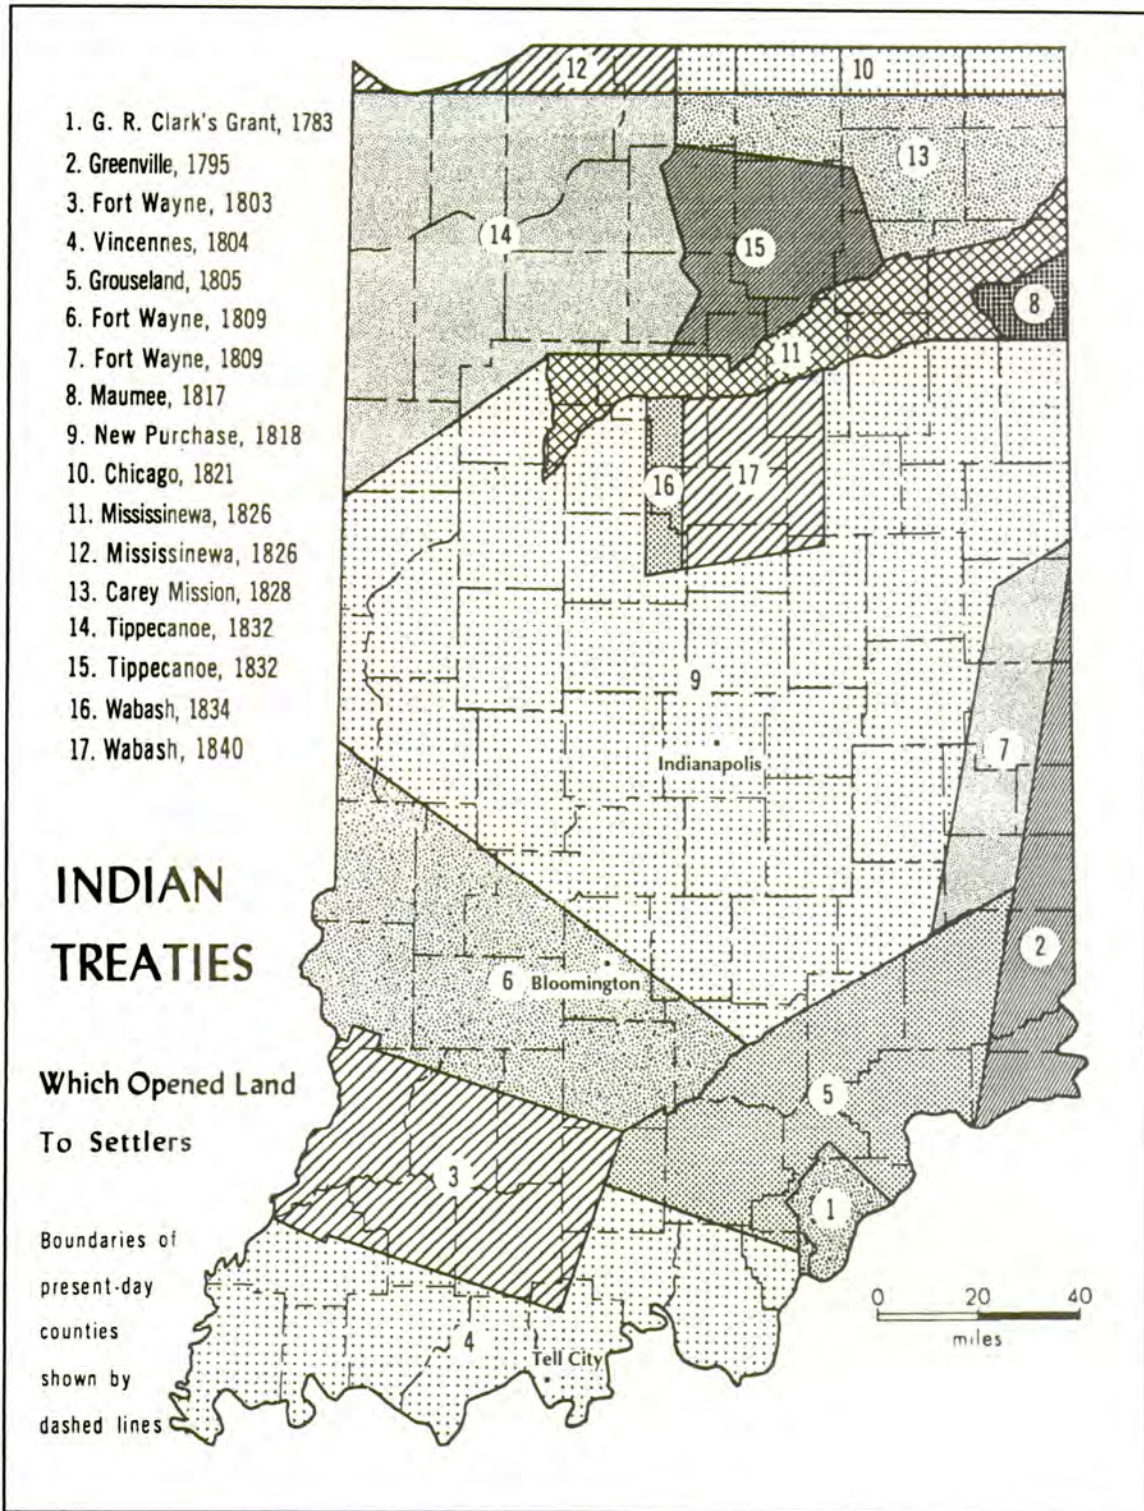 1. G. R. Clark's Grant, 1783
2. Greenville, 1795
3. Fort Wayne, 1803
4. Vincennes, 1804
5. Grouseland, 1805
6. Fort Wayne, 1809
7. Fort Wayne, 1809
8. Maumee, 1817
9. New Purchase, 1818
10. Chicago, 1821
11. Mississinewa, 1826
12. Mississinewa, 1826
13. Carey Mission, 1828
14. Tippecanoe, 1832
15. Tippecanoe, 1832
16. Wabash, 1834
17. Wabash, 1840
INDIAN
TREATIES
Which Opened Land
To Settlers
Boundaries of
present-day
counties
shown by
dashed lines
12
10
13
14
15
8
11
16
17
9
Indianapolis
7
2
6
Bloomington
5
3
1
4
Tell City
0 20 40
miles